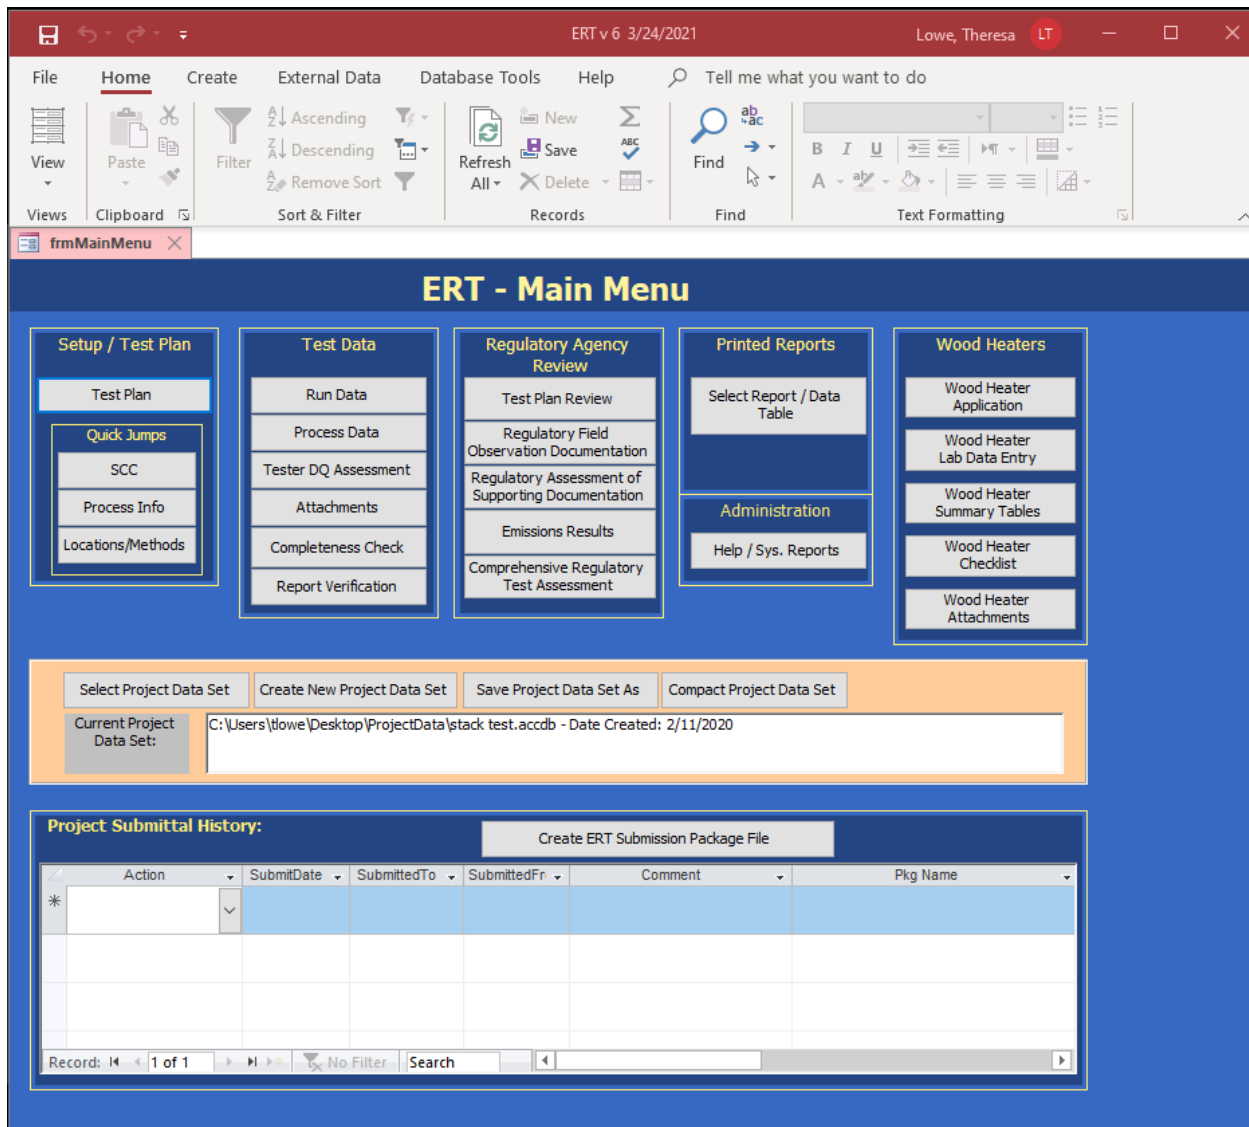 ERT v 6 3/24/2021
Lowe, Theresa
LT
File
Home
Create
External Data
Database Tools
Help
Tell me what you want to do
View
Paste
Filter
Ascending
Descending
Remove Sort
Refresh
All
New
Save
Delete
Σ
ABC
Find
ab
ac
B I U
A
Views
Clipboard
Sort & Filter
Records
Find
Text Formatting
frmMainMenu
ERT - Main Menu
Setup / Test Plan
Test Plan
Quick Jumps
SCC
Process Info
Locations/Methods
Test Data
Run Data
Process Data
Tester DQ Assessment
Attachments
Completeness Check
Report Verification
Regulatory Agency
Review
Test Plan Review
Regulatory Field
Observation Documentation
Regulatory Assessment of
Supporting Documentation
Emissions Results
Comprehensive Regulatory
Test Assessment
Printed Reports
Select Report / Data
Table
Administration
Help / Sys. Reports
Wood Heaters
Wood Heater
Application
Wood Heater
Lab Data Entry
Wood Heater
Summary Tables
Wood Heater
Checklist
Wood Heater
Attachments
Select Project Data Set
Create New Project Data Set
Save Project Data Set As
Compact Project Data Set
Current Project
Data Set:
C:\Users\tlowe\Desktop\ProjectData\stack test.accdb - Date Created: 2/11/2020
Project Submittal History:
Create ERT Submission Package File
Action
SubmitDate
SubmittedTo
SubmittedFr
Comment
Pkg Name
Record:
1 of 1
No Filter
Search